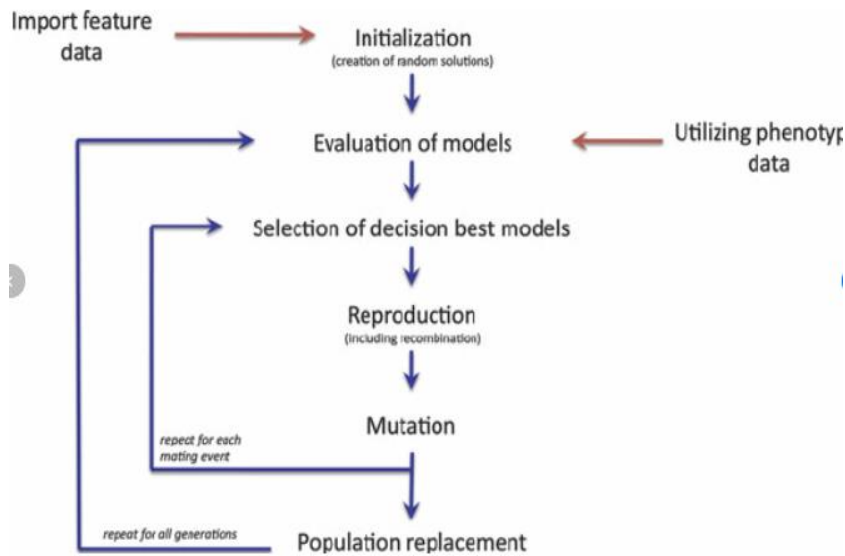 Import feature
data
Initialization
(creation of random solutions)
Evaluation of models
Utilizing phenotyp
data
Selection of decision best models
Reproduction
(including recombination)
Mutation
repeat for each
mating event
repeat for all generations
Population replacement